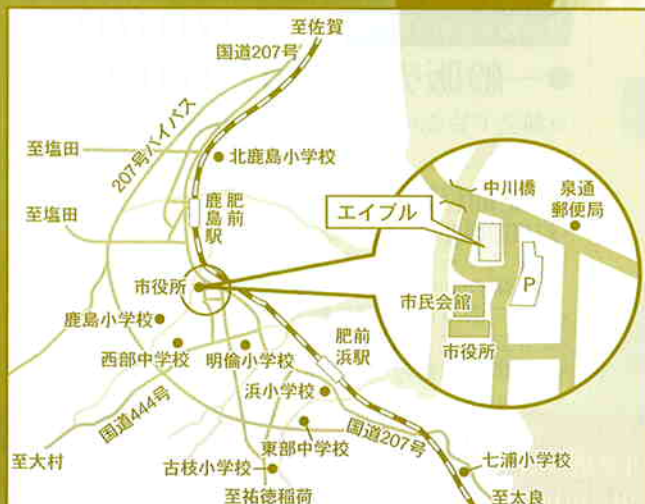 至佐賀
国道207号
207号バイパス
至塩田
北鹿島小学校
至塩田
肥前
鹿島駅
エイブル
中川橋
泉通
郵便局
P
市民会館
市役所
市役所
鹿島小学校
西部中学校
明倫小学校
肥前
浜駅
浜小学校
国道444号
国道207号
東部中学校
至大村
古枝小学校
七浦小学校
至祐徳稲荷
至太良